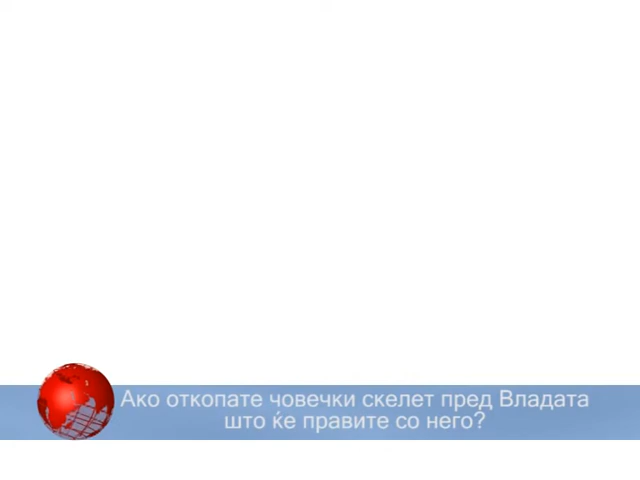 Ако откопате човечки скелет пред Владата
што ќе правите со него?